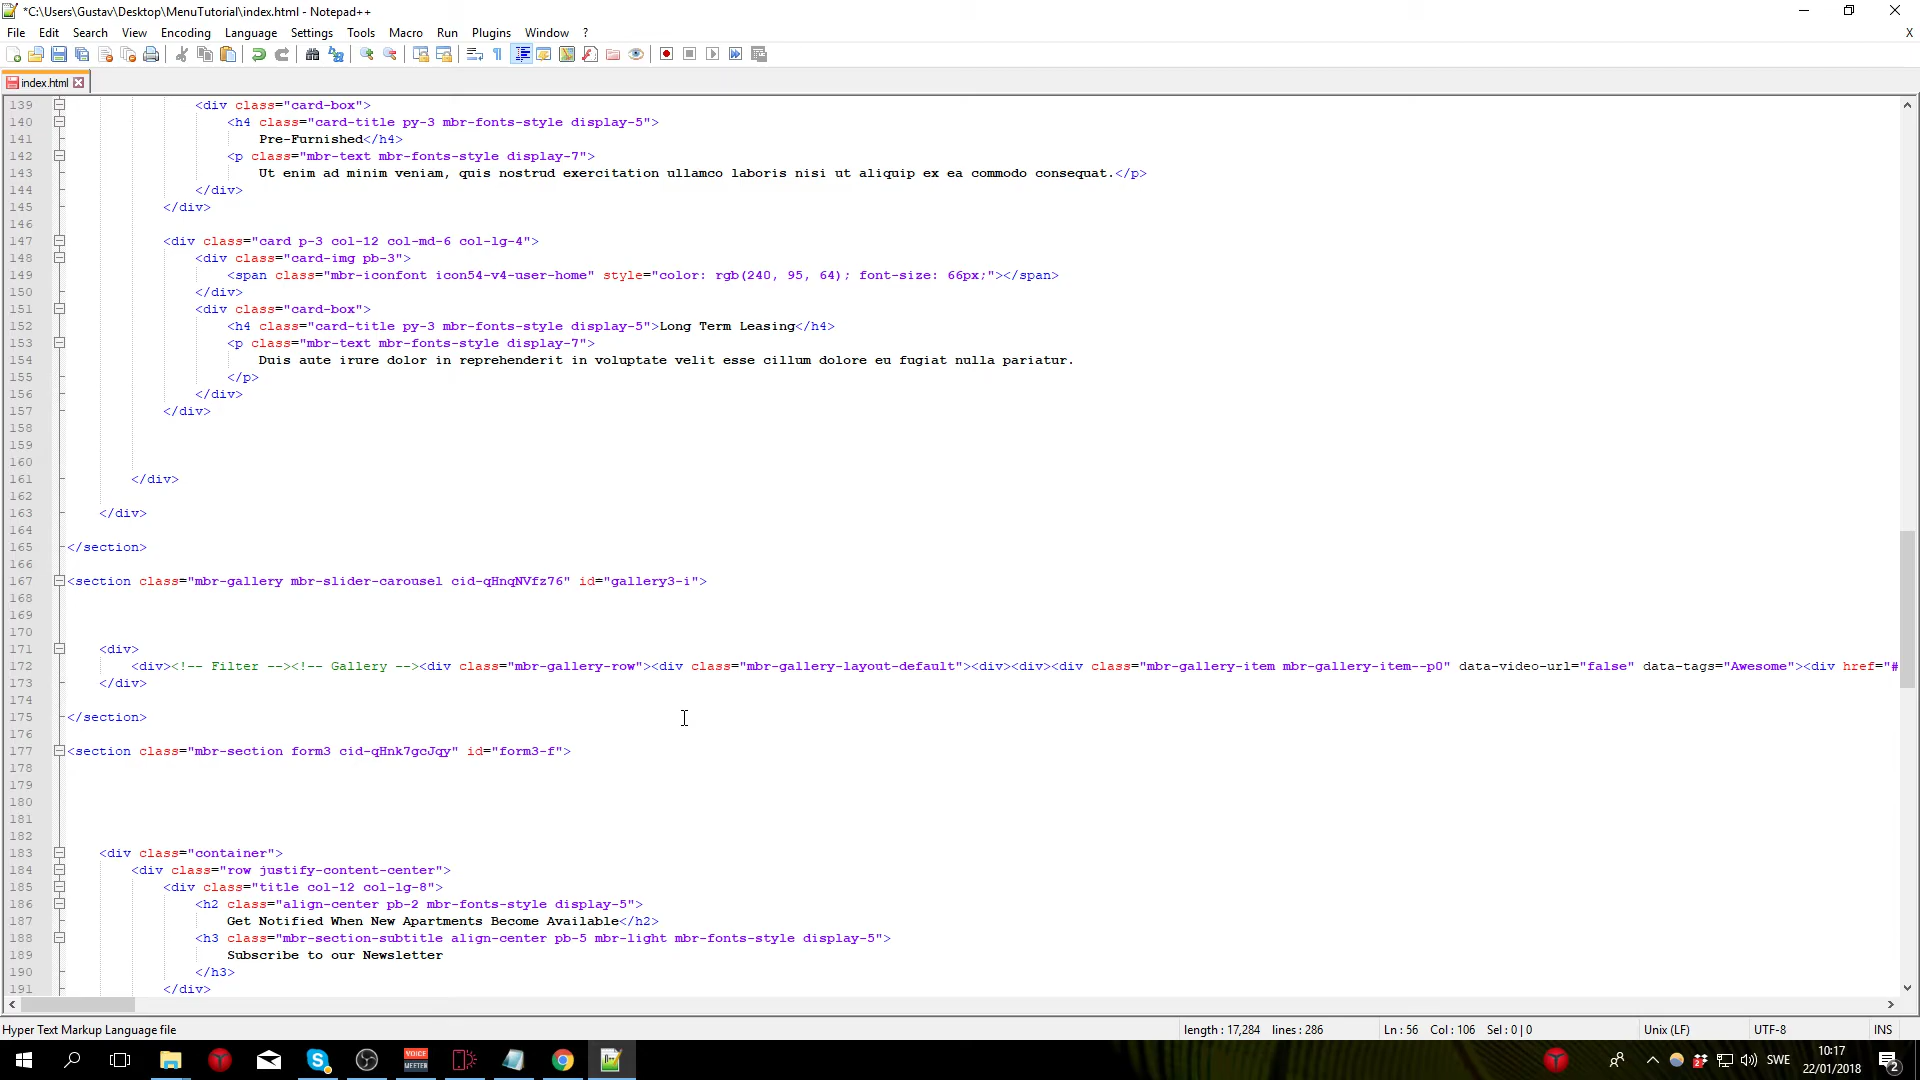 *C:\Users\Gustav\Desktop\MenuTutorial\index.html - Notepad++
File Edit Search View Encoding Language Settings Tools Macro Run Plugins Window ? X
index.html
139 <div class="card-box">
140 <h4 class="card-title py-3 mbr-fonts-style display-5">
141 Pre-Furnished</h4>
142 <p class="mbr-text mbr-fonts-style display-7">
143 Ut enim ad minim veniam, quis nostrud exercitation ullamco laboris nisi ut aliquip ex ea commodo consequat.</p>
144 </div>
145 </div>
146
147 <div class="card p-3 col-12 col-md-6 col-lg-4">
148 <div class="card-img pb-3">
149 <span class="mbr-iconfont icon54-v4-user-home" style="color: rgb(240, 95, 64); font-size: 66px;"></span>
150 </div>
151 <div class="card-box">
152 <h4 class="card-title py-3 mbr-fonts-style display-5">Long Term Leasing</h4>
153 <p class="mbr-text mbr-fonts-style display-7">
154 Duis aute irure dolor in reprehenderit in voluptate velit esse cillum dolore eu fugiat nulla pariatur.
155 </p>
156 </div>
157 </div>
158
159
160
161 </div>
162
163 </div>
164
165 </section>
166
167 <section class="mbr-gallery mbr-slider-carousel cid-qHnqNVfz76" id="gallery3-i">
168
169
170
171 <div>
172 <div><!-- Filter --><!-- Gallery --><div class="mbr-gallery-row"><div class="mbr-gallery-layout-default"><div><div><div class="mbr-gallery-item mbr-gallery-item--p0" data-video-url="false" data-tags="Awesome"><div href="#
173 </div>
174
175 </section>
176
177 <section class="mbr-section form3 cid-qHnk7gcJqy" id="form3-f">
178
179
180
181
182
183 <div class="container">
184 <div class="row justify-content-center">
185 <div class="title col-12 col-lg-8">
186 <h2 class="align-center pb-2 mbr-fonts-style display-5">
187 Get Notified When New Apartments Become Available</h2>
188 <h3 class="mbr-section-subtitle align-center pb-5 mbr-light mbr-fonts-style display-5">
189 Subscribe to our Newsletter
190 </h3>
191 </div>
Hyper Text Markup Language file length : 17,284 lines : 286 Ln : 56 Col : 106 Sel : 0 | 0 Unix (LF) UTF-8 INS
VOICE
MEETER
SWE
10:17
22/01/2018
2